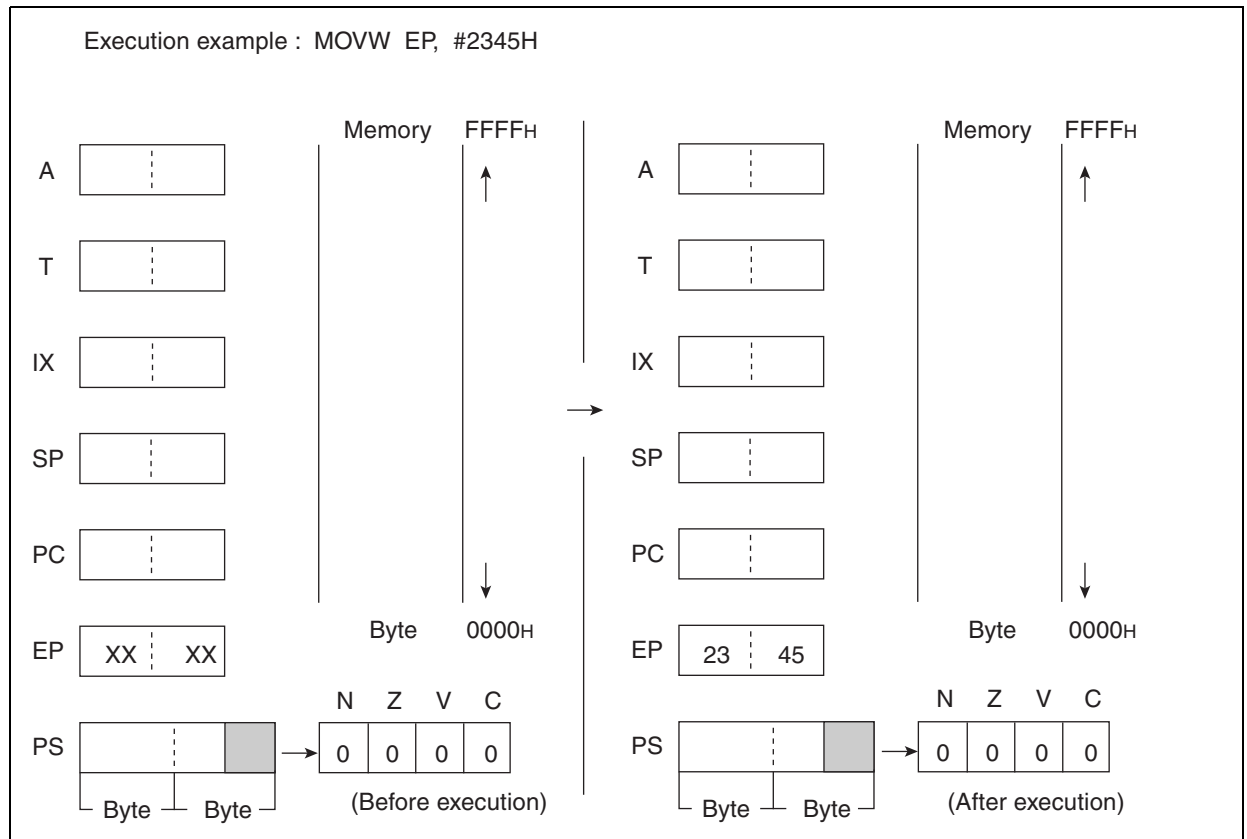 Execution example : MOVW EP, #2345H
Memory FFFFH
A
T
IX
SP
PC
Byte 0000H
EP XX XX
N Z V C
PS 0 0 0 0
Byte Byte (Before execution)
Memory FFFFH
A
T
IX
SP
PC
Byte 0000H
EP 23 45
N Z V C
PS 0 0 0 0
Byte Byte (After execution)